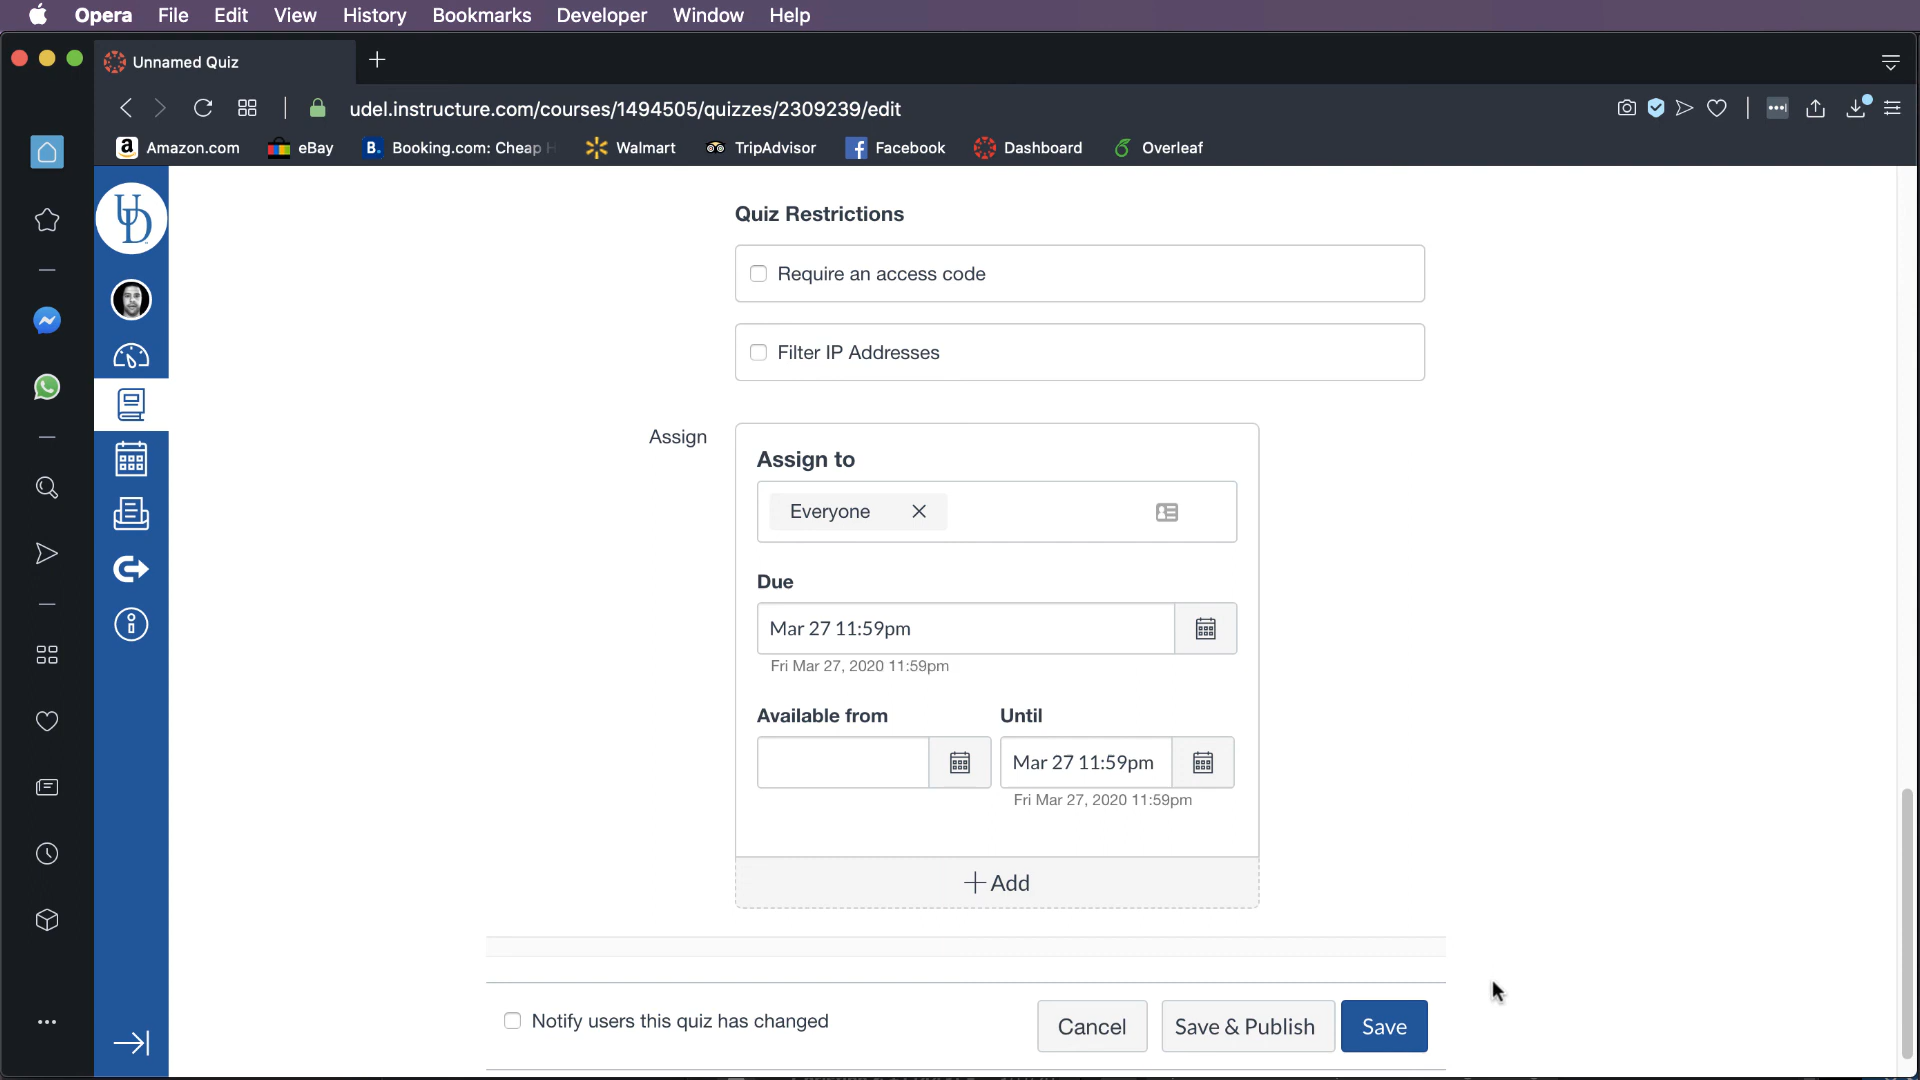 Opera File Edit View History Bookmarks Developer Window Help
Unnamed Quiz
udel.instructure.com/courses/1494505/quizzes/2309239/edit
Amazon.com eBay Booking.com: Cheap Walmart TripAdvisor Facebook Dashboard Overleaf
UD
Quiz Restrictions
Require an access code
Filter IP Addresses
Assign
Assign to
Everyone
Due
Mar 27 11:59pm
Fri Mar 27, 2020 11:59pm
Available from Until
Mar 27 11:59pm
Fri Mar 27, 2020 11:59pm
+ Add
Notify users this quiz has changed
Cancel Save & Publish Save